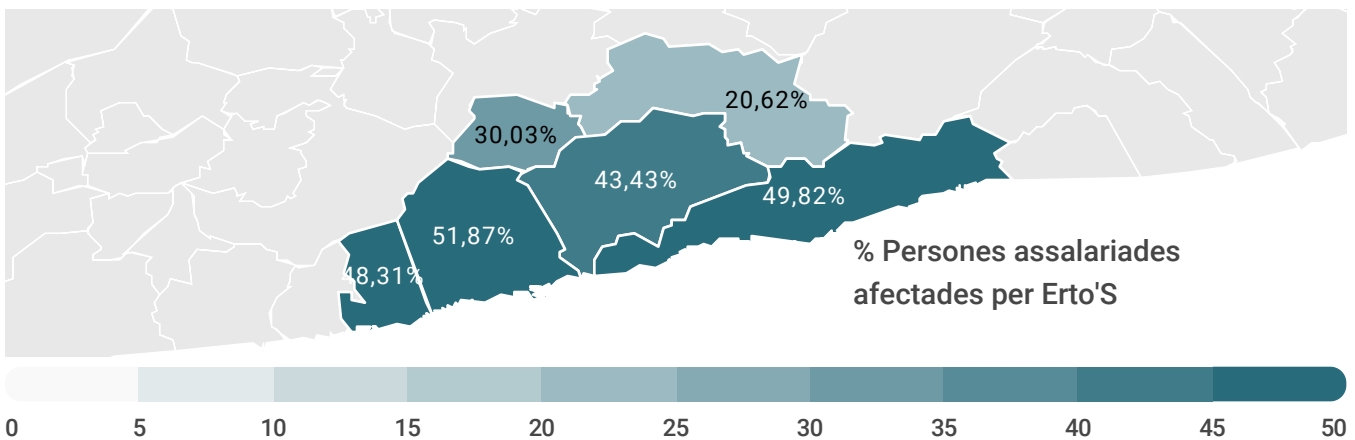 20,62%
30,03%
43,43%
49,82%
51,87%
48,31%
% Persones assalariades
afectades per Erto'S
0 5 10 15 20 25 30 35 40 45 50